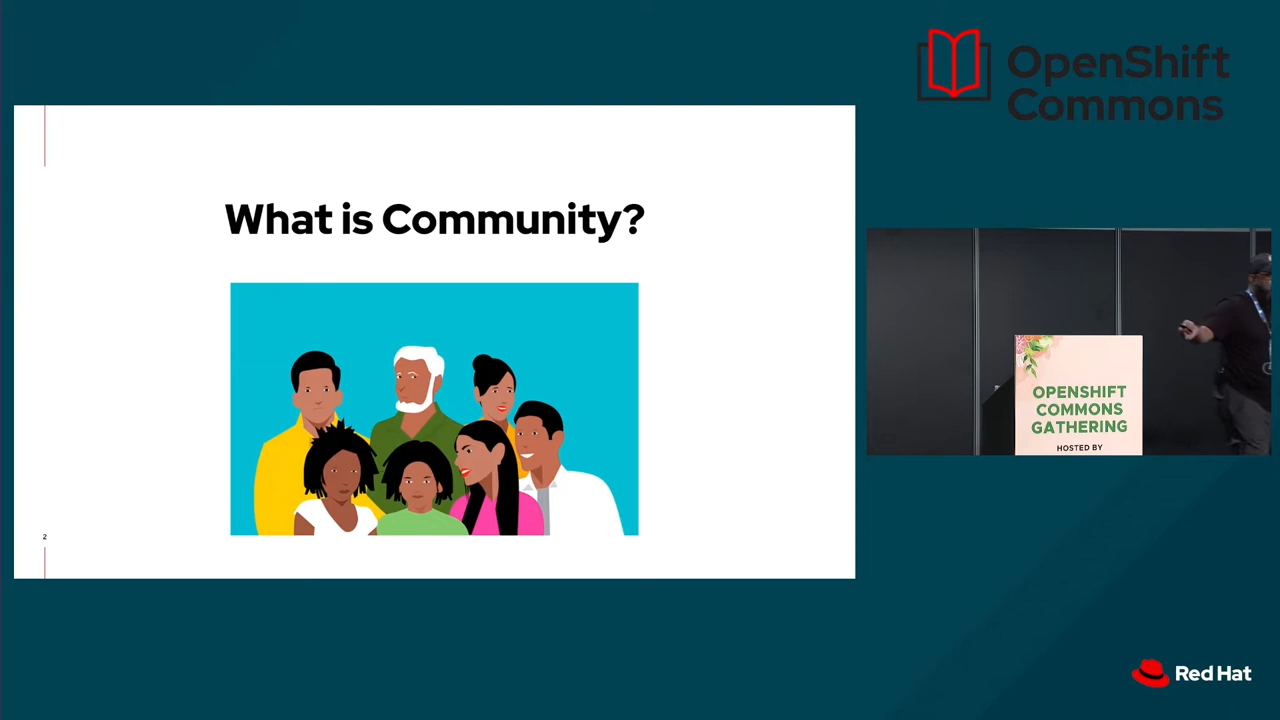 OpenShift
Commons
What is Community?
2
OPENSHIFT
COMMONS
GATHERING
HOSTED BY
Red Hat